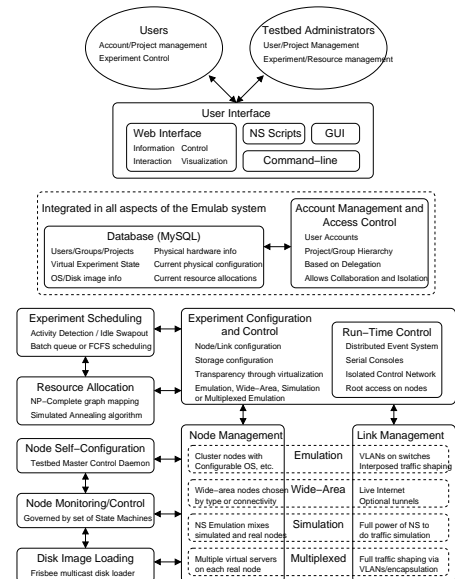 Users
Account/Project management
Experiment Control
Testbed Administrators
User/Project Management
Experiment/Resource management
User Interface
Web Interface
Information Control
Interaction Visualization
NS Scripts
GUI
Command–line
Integrated in all aspects of the Emulab system
Database (MySQL)
Users/Groups/Projects
Virtual Experiment State
OS/Disk image info
Physical hardware info
Current physical configuration
Current resource allocations
Account Management and
Access Control
User Accounts
Project/Group Hierarchy
Based on Delegation
Allows Collaboration and Isolation
Experiment Scheduling
Activity Detection / Idle Swapout
Batch queue or FCFS scheduling
Resource Allocation
NP–Complete graph mapping
Simulated Annealing algorithm
Experiment Configuration
and Control
Node/Link configuration
Storage configuration
Transparency through virtualization
Emulation, Wide–Area, Simulation
or Multiplexed Emulation
Run–Time Control
Distributed Event System
Serial Consoles
Isolated Control Network
Root access on nodes
Node Self–Configuration
Testbed Master Control Daemon
Node Monitoring/Control
Governed by set of State Machines
Disk Image Loading
Frisbee multicast disk loader
Node Management
Link Management
Cluster nodes with
Configurable OS, etc.
Emulation
VLANs on switches
Interposed traffic shaping
Wide–area nodes chosen
by type or connectivity
Wide–Area
Live Internet
Optional tunnels
NS Emulation mixes
simulated and real nodes
Simulation
Full power of NS to
do traffic simulation
Multiple virtual servers
on each real node
Multiplexed
Full traffic shaping via
VLANs/encapsulation